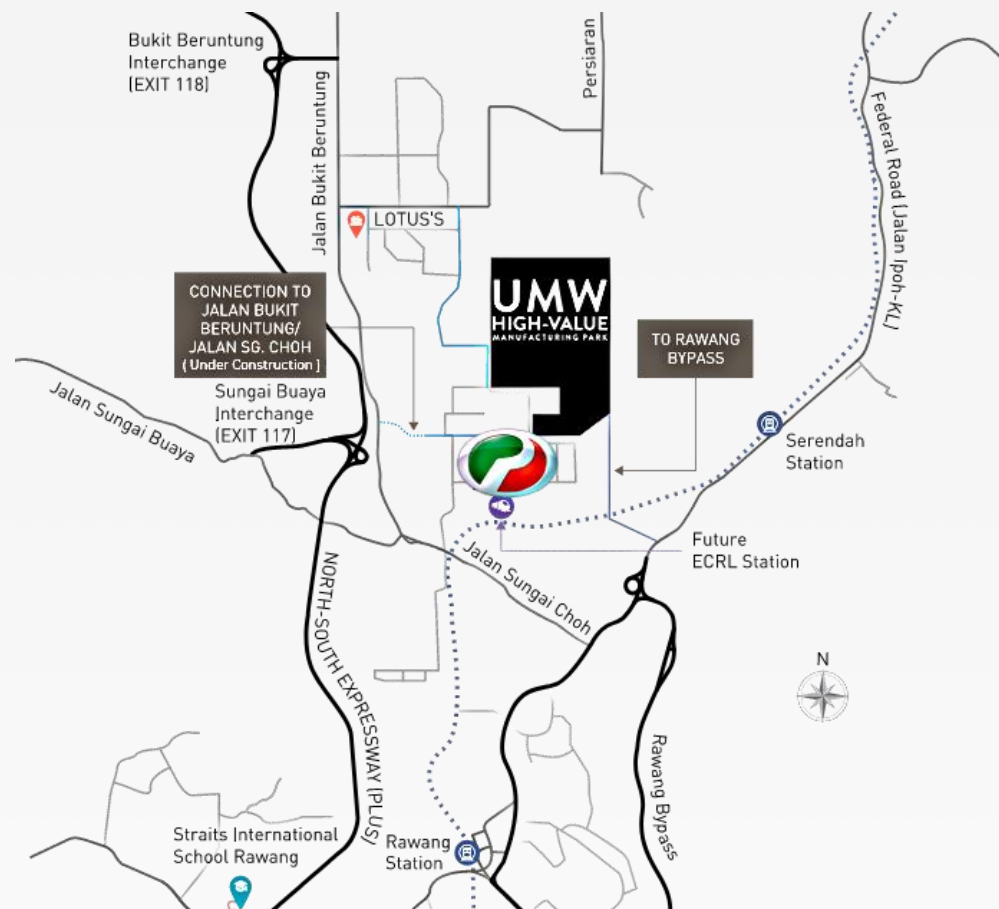 Bukit Beruntung
Interchange
(EXIT 118)
Jalan Bukit Beruntung
Persiaran
Federal Road (Jalan Ipoh-KL)
LOTUS'S
UMW
HIGH-VALUE
MANUFACTURING PARK
CONNECTION TO
JALAN BUKIT
BERUNTUNG/
JALAN SG. CHOH
( Under Construction )
TO RAWANG
BYPASS
Jalan Sungai Buaya
Sungai Buaya
Interchange
(EXIT 117)
Serendah
Station
Future
ECRL Station
Jalan Sungai Choh
NORTH-SOUTH EXPRESSWAY (PLUS)
N
Rawang Bypass
Straits International
School Rawang
Rawang
Station